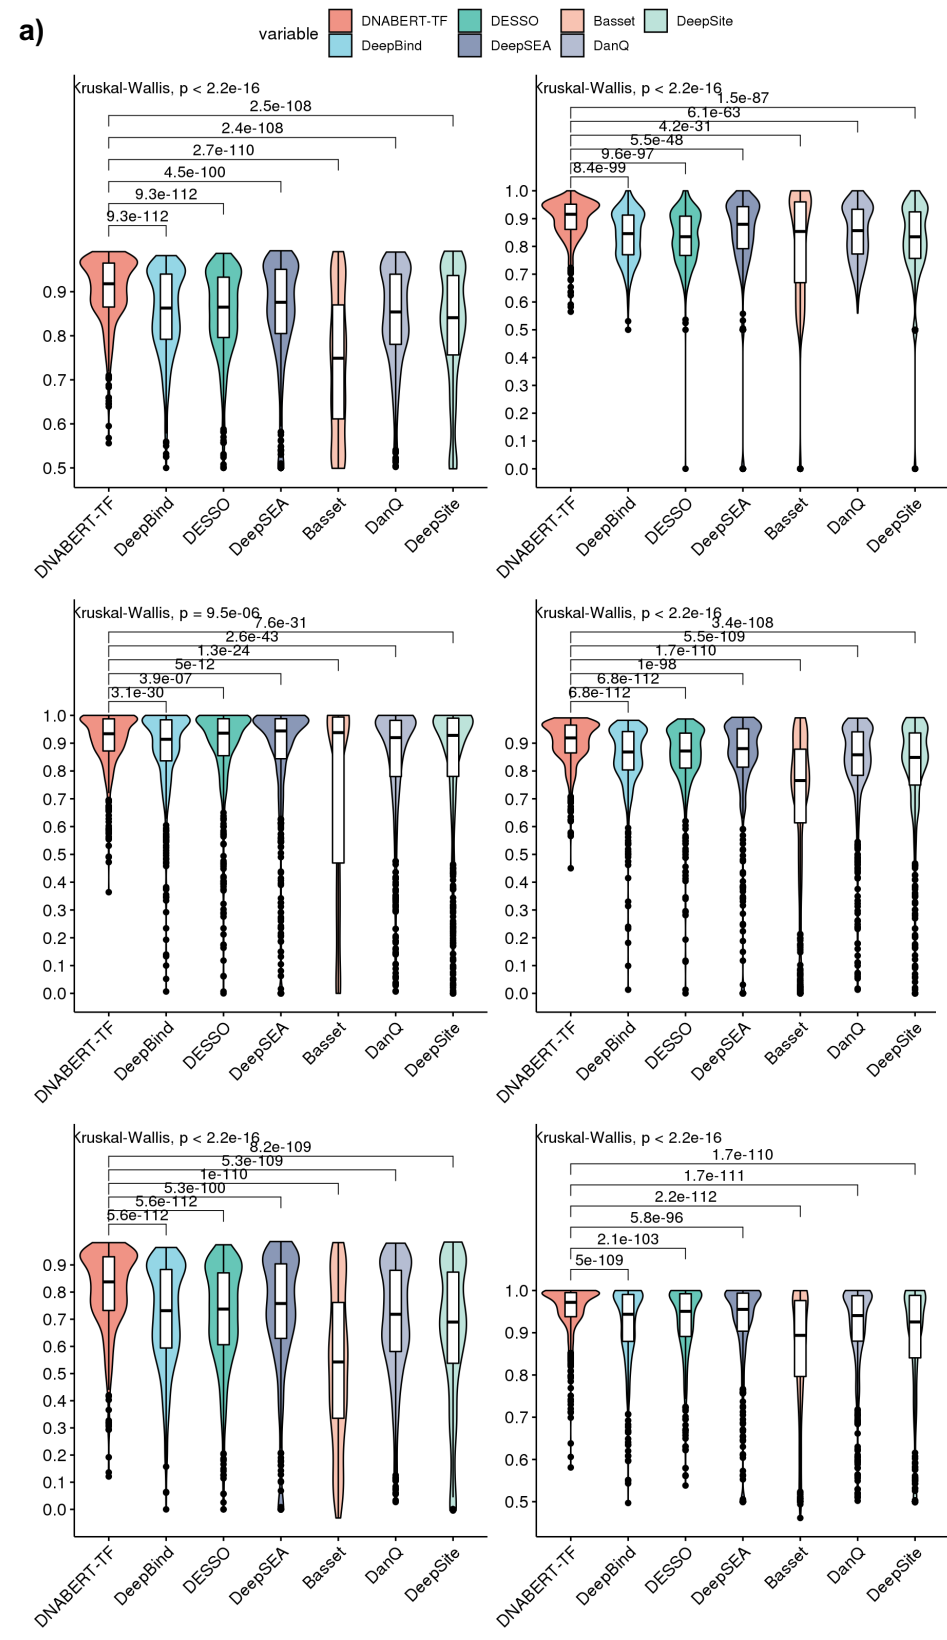 a)
variable
DNABERT-TF
DESSO
Basset
DeepSite
DeepBind
DeepSEA
DanQ
Kruskal-Wallis, p < 2.2e-16
2.5e-108
2.4e-108
2.7e-110
4.5e-100
9.3e-112
9.3e-112
0.9
0.8
0.7
0.6
0.5
DNABERT-TF
DeepBind
DESSO
DeepSEA
Basset
DanQ
DeepSite
Kruskal-Wallis, p < 2.2e-16
1.5e-87
6.1e-63
4.2e-31
5.5e-48
9.6e-97
8.4e-99
1.0
0.9
0.8
0.7
0.6
0.5
0.4
0.3
0.2
0.1
0.0
DNABERT-TF
DeepBind
DESSO
DeepSEA
Basset
DanQ
DeepSite
Kruskal-Wallis, p = 9.5e-06
7.6e-31
2.6e-43
1.3e-24
5e-12
3.9e-07
3.1e-30
1.0
0.9
0.8
0.7
0.6
0.5
0.4
0.3
0.2
0.1
0.0
DNABERT-TF
DeepBind
DESSO
DeepSEA
Basset
DanQ
DeepSite
Kruskal-Wallis, p < 2.2e-16
3.4e-108
5.5e-109
1.7e-110
1e-98
6.8e-112
6.8e-112
0.9
0.8
0.7
0.6
0.5
0.4
0.3
0.2
0.1
0.0
DNABERT-TF
DeepBind
DESSO
DeepSEA
Basset
DanQ
DeepSite
Kruskal-Wallis, p < 2.2e-16
8.2e-109
5.3e-109
1e-110
5.3e-100
5.6e-112
5.6e-112
0.9
0.8
0.7
0.6
0.5
0.4
0.3
0.2
0.1
0.0
DNABERT-TF
DeepBind
DESSO
DeepSEA
Basset
DanQ
DeepSite
Kruskal-Wallis, p < 2.2e-16
1.7e-110
1.7e-111
2.2e-112
5.8e-96
2.1e-103
5e-109
1.0
0.9
0.8
0.7
0.6
0.5
DNABERT-TF
DeepBind
DESSO
DeepSEA
Basset
DanQ
DeepSite